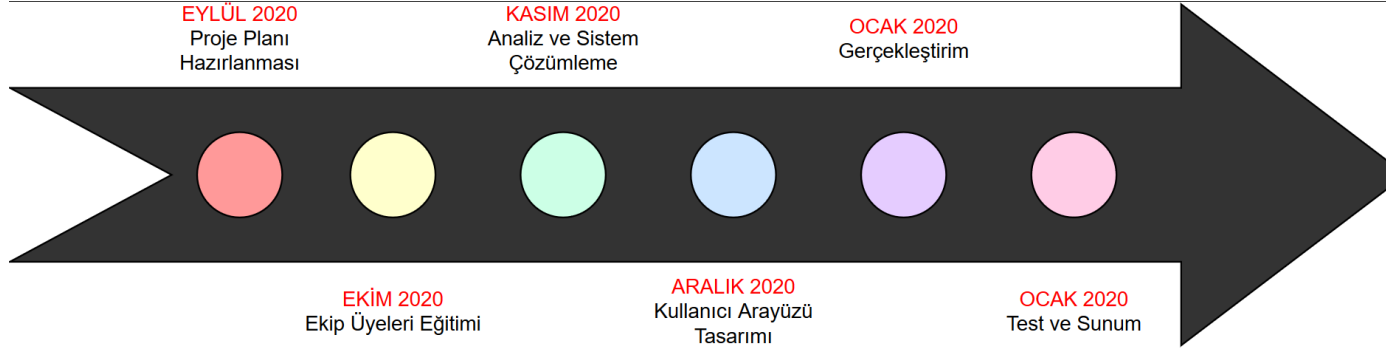 EYLÜL 2020
Proje Planı
Hazırlanması
EKİM 2020
Ekip Üyeleri Eğitimi
KASIM 2020
Analiz ve Sistem
Çözümleme
ARALIK 2020
Kullanıcı Arayüzü
Tasarımı
OCAK 2020
Gerçekleştirim
OCAK 2020
Test ve Sunum